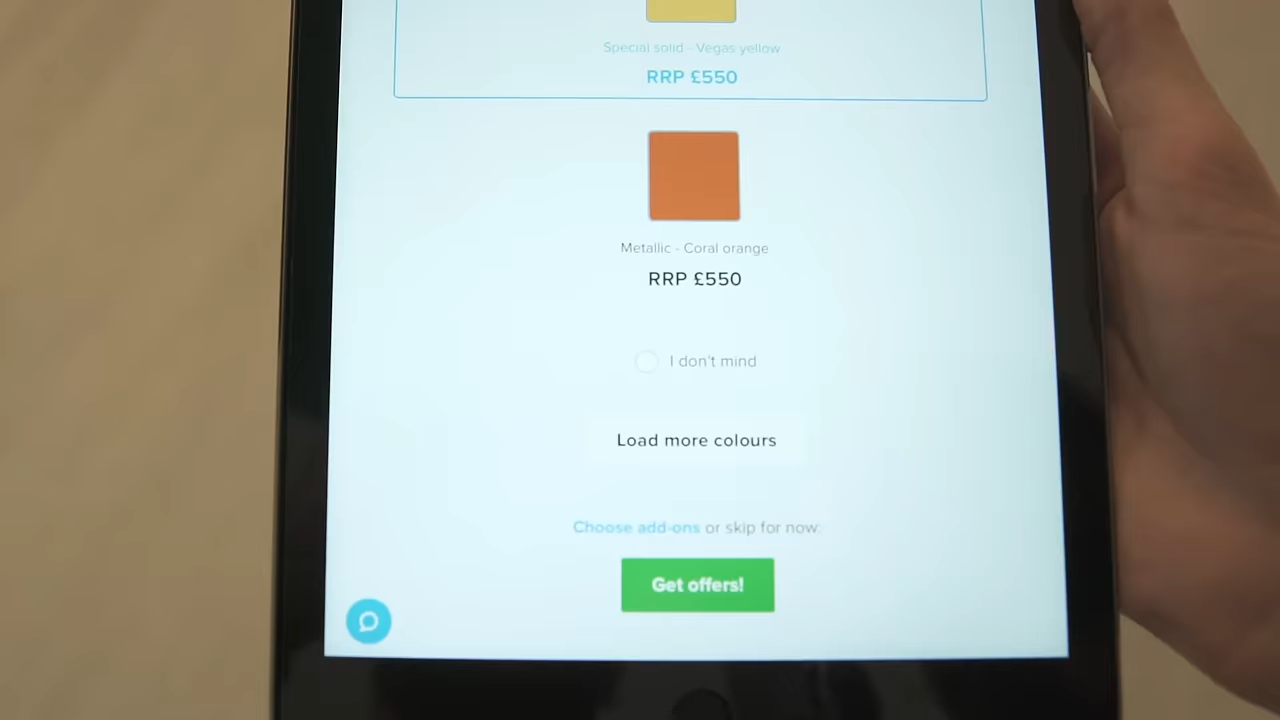 Special solid - Vegas yellow
RRP £550
Metallic - Coral orange
RRP £550
I don't mind
Load more colours
Choose add-ons or skip for now:
Get offers!